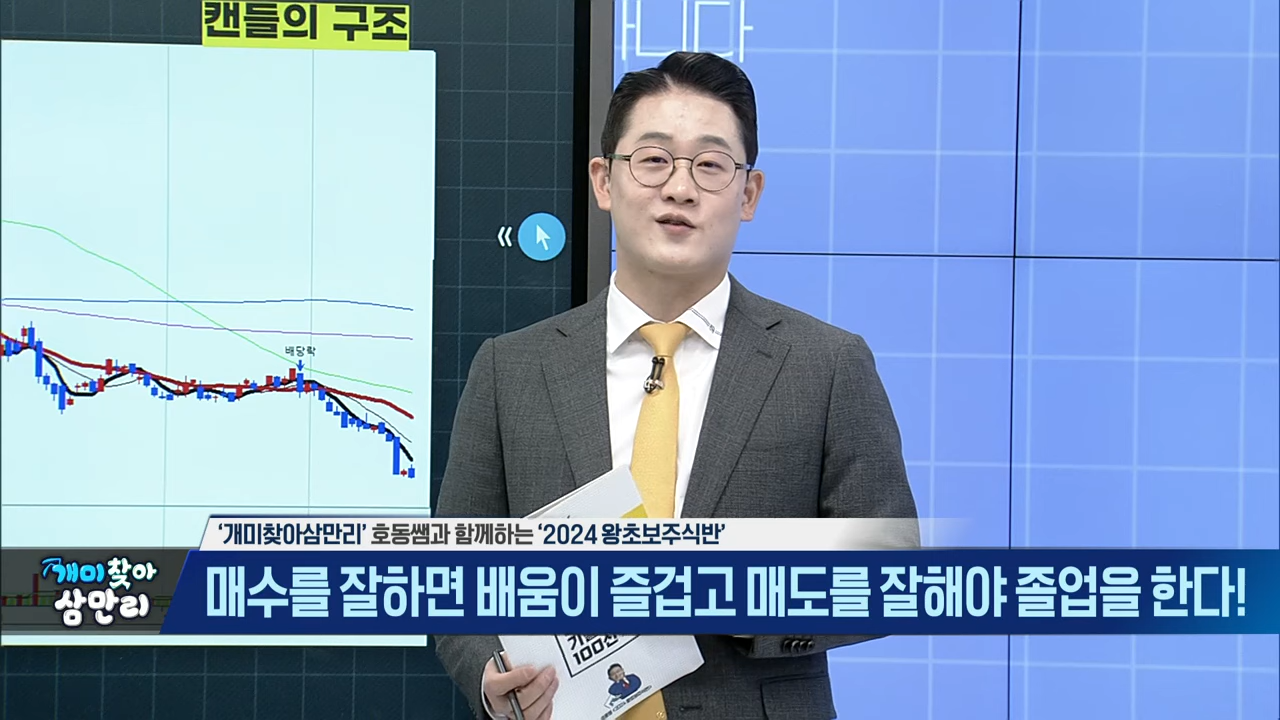 캔들의 구조
배당락
'개미찾아삼만리' 호동쌤과 함께하는 '2024 왕초보주식반'
개미찾아
삼만리
매수를 잘하면 배움이 즐겁고 매도를 잘해야 졸업을 한다!